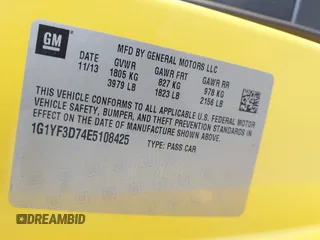 GM
MFD BY GENERAL MOTORS LLC
DATE GVWR GAWR FRT GAWR RR
11/13 1805 KG 827 KG 978 KG
3979 LB 1823 LB 2156 LB
THIS VEHICLE CONFORMS TO ALL APPLICABLE U.S. FEDERAL MOTOR
VEHICLE SAFETY, BUMPER, AND THEFT PREVENTION STANDARDS IN
EFFECT ON THE DATE OF MANUFACTURE SHOWN ABOVE.
1G1YF3D74E5108425 TYPE: PASS CAR
DREAMBID